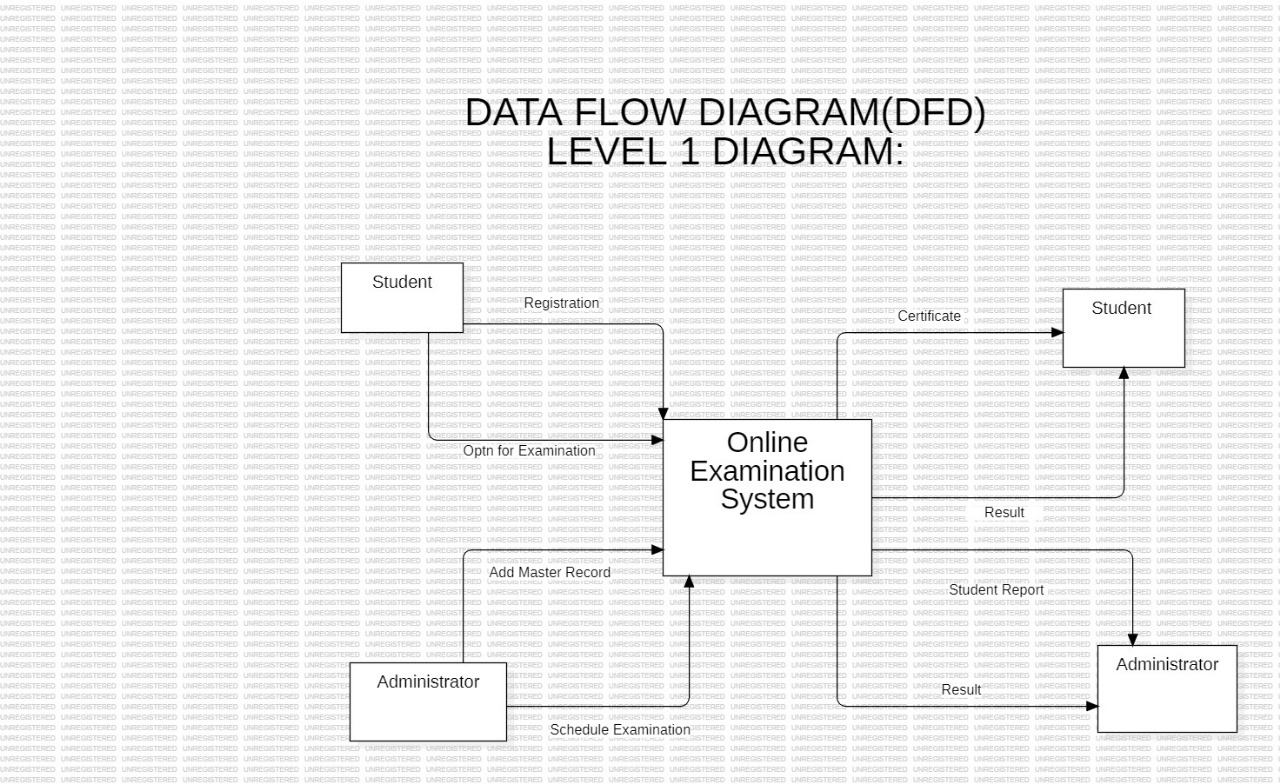 DATA FLOW DIAGRAM(DFD)
LEVEL 1 DIAGRAM:
Student
Registration
Student
Certificate
Optn for Examination
Online
Examination
System
Result
Add Master Record
Student Report
Administrator
Administrator
Result
Schedule Examination
UNREGISTERED